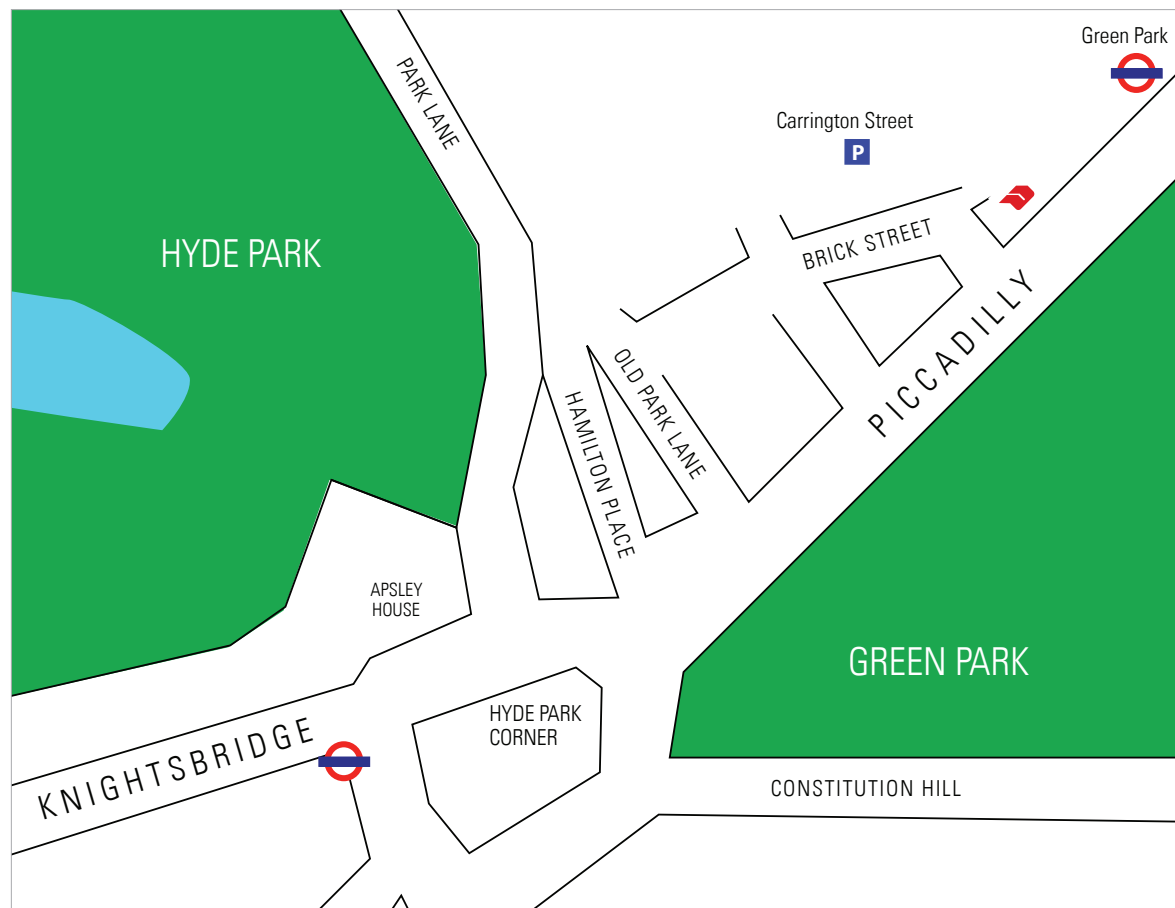 Green Park
Carrington Street
P
PARK LANE
HYDE PARK
BRICK STREET
PICCADILLY
OLD PARK LANE
HAMILTON PLACE
APSLEY
HOUSE
GREEN PARK
HYDE PARK
CORNER
KNIGHTSBRIDGE
CONSTITUTION HILL